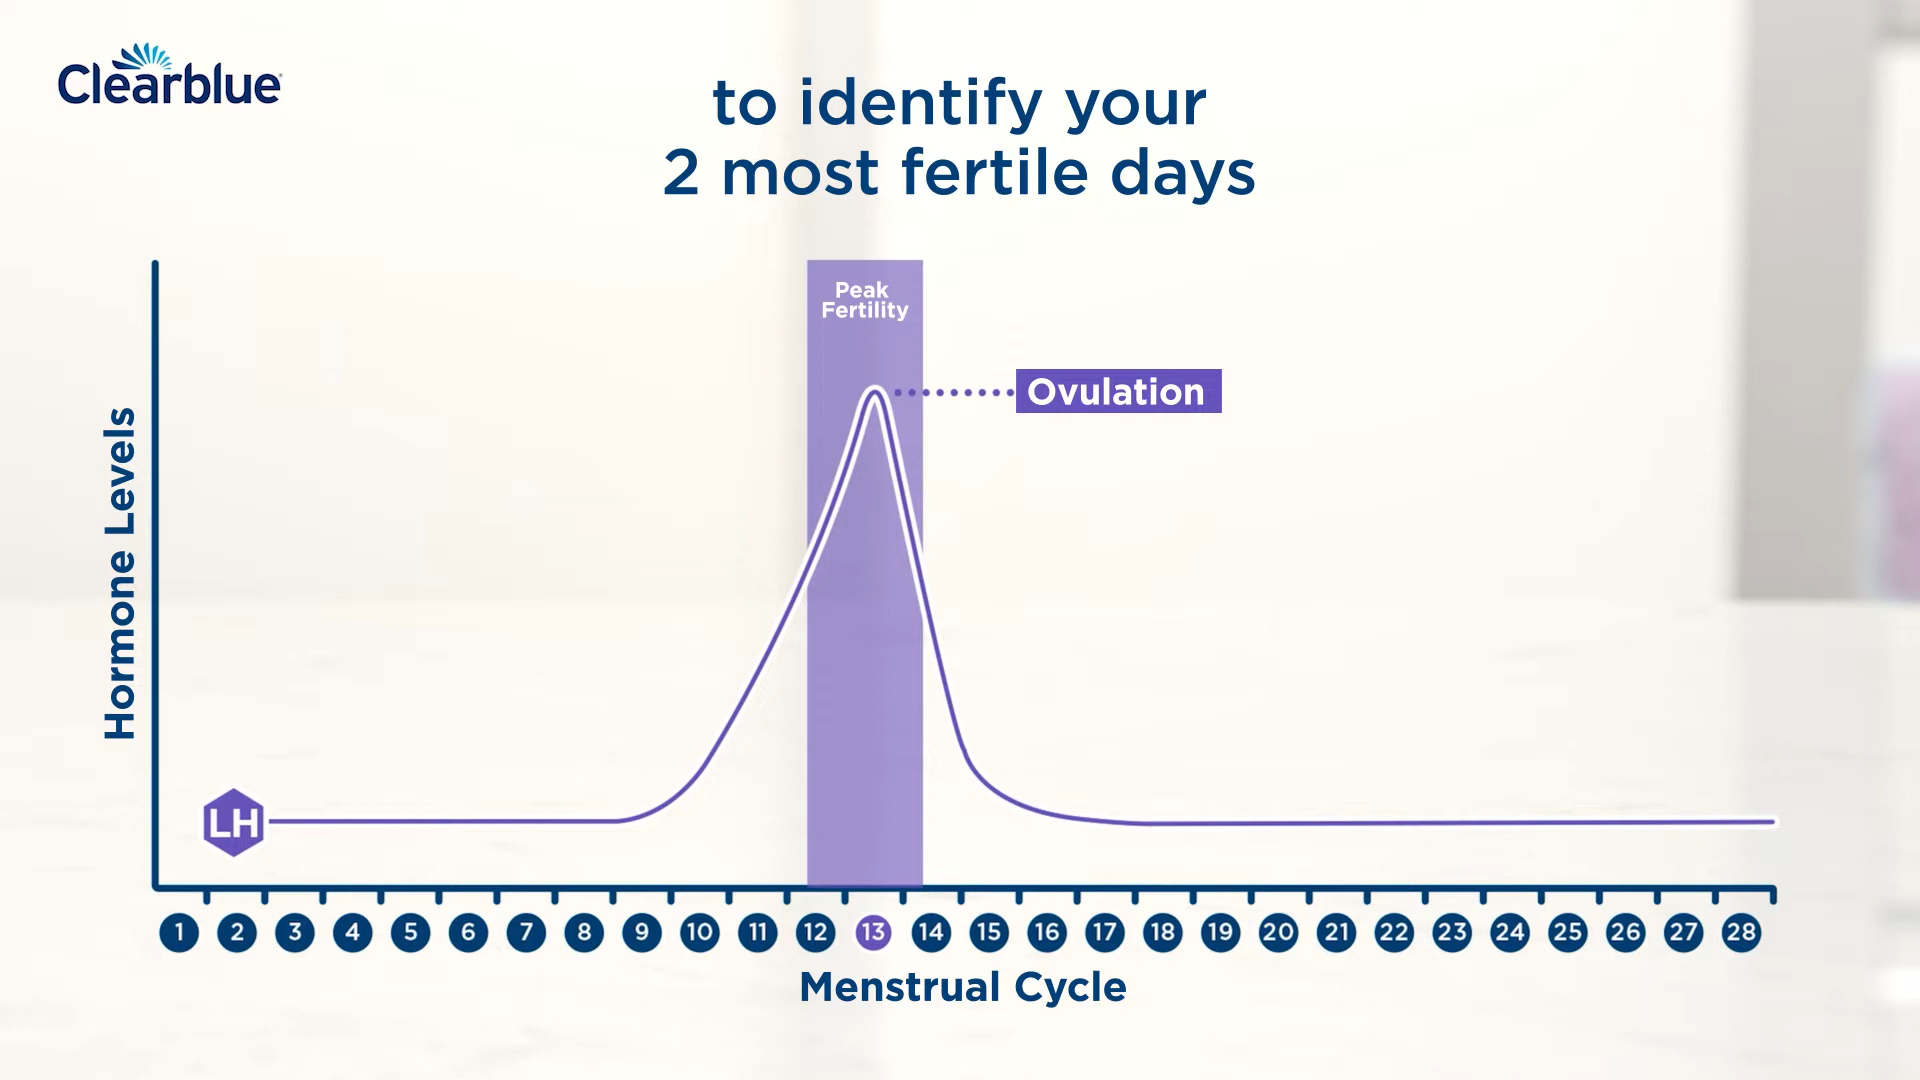 Clearblue
to identify your
2 most fertile days
Peak
Fertility
Ovulation
Hormone Levels
LH
1 2 3 4 5 6 7 8 9 10 11 12 13 14 15 16 17 18 19 20 21 22 23 24 25 26 27 28
Menstrual Cycle